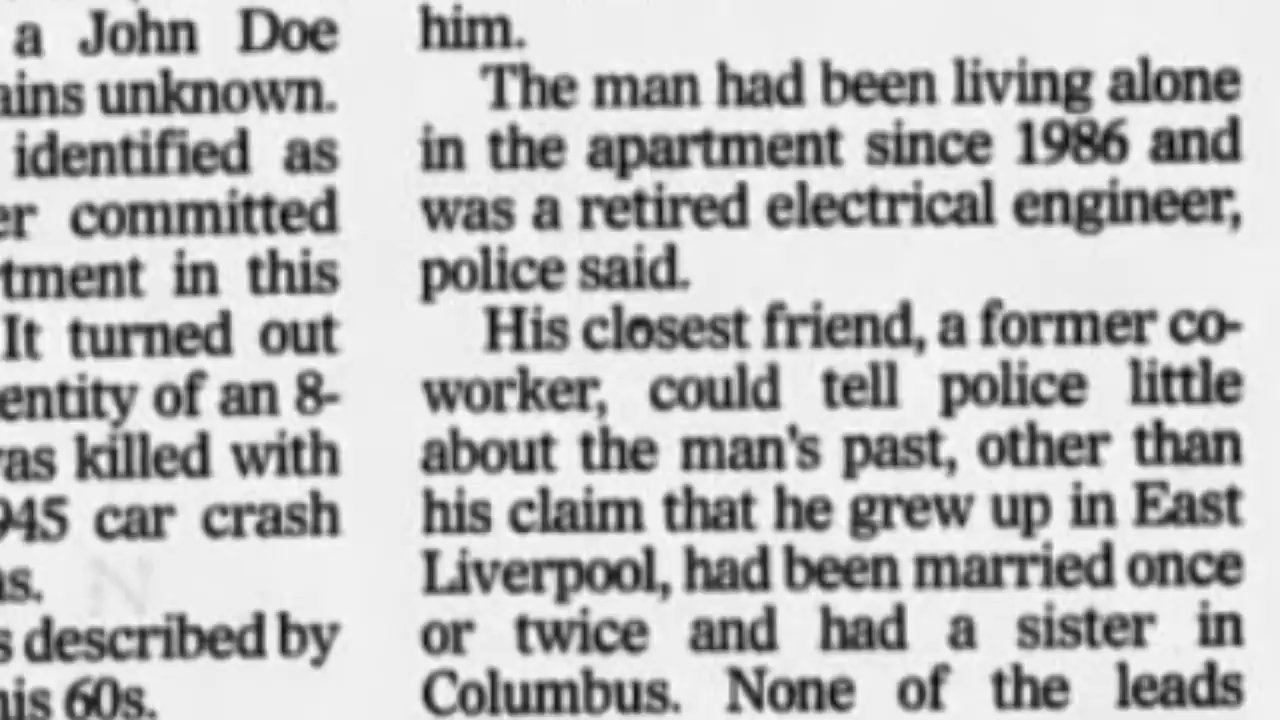 a John Doe
ains unknown.
identified as
er committed
tment in this
It turned out
entity of an 8-
was killed with
945 car crash
ns.
s described by
his 60s.
him.
The man had been living alone
in the apartment since 1986 and
was a retired electrical engineer,
police said.
His closest friend, a former co-
worker, could tell police little
about the man's past, other than
his claim that he grew up in East
Liverpool, had been married once
or twice and had a sister in
Columbus. None of the leads